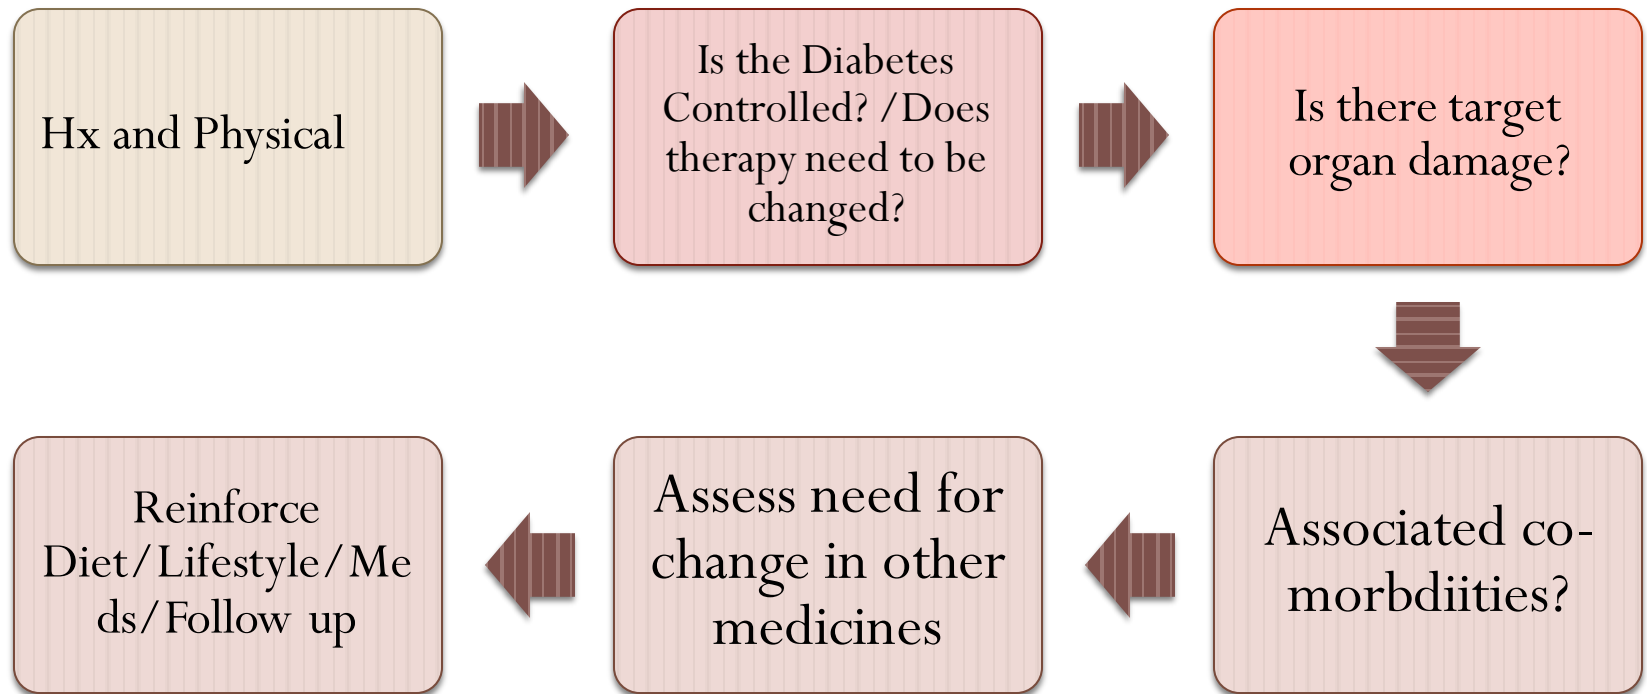 Hx and Physical
Is the Diabetes
Controlled? /Does
therapy need to be
changed?
Is there target
organ damage?
Associated co-
morbdiities?
Assess need for
change in other
medicines
Reinforce
Diet/Lifestyle/Me
ds/Follow up